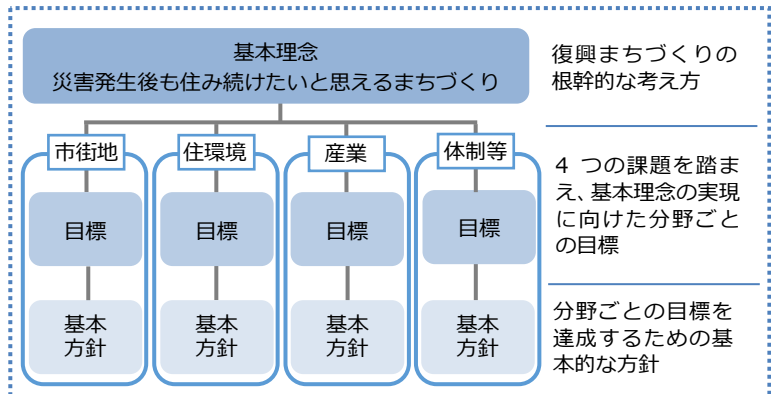 基本理念
災害発生後も住み続けたいと思えるまちづくり
復興まちづくりの
根幹的な考え方
市街地
住環境
産業
体制等
4 つの課題を踏ま
え、基本理念の実現
に向けた分野ごと
の目標
目標
目標
目標
目標
基本
方針
基本
方針
基本
方針
基本
方針
分野ごとの目標を
達成するための基
本的な方針